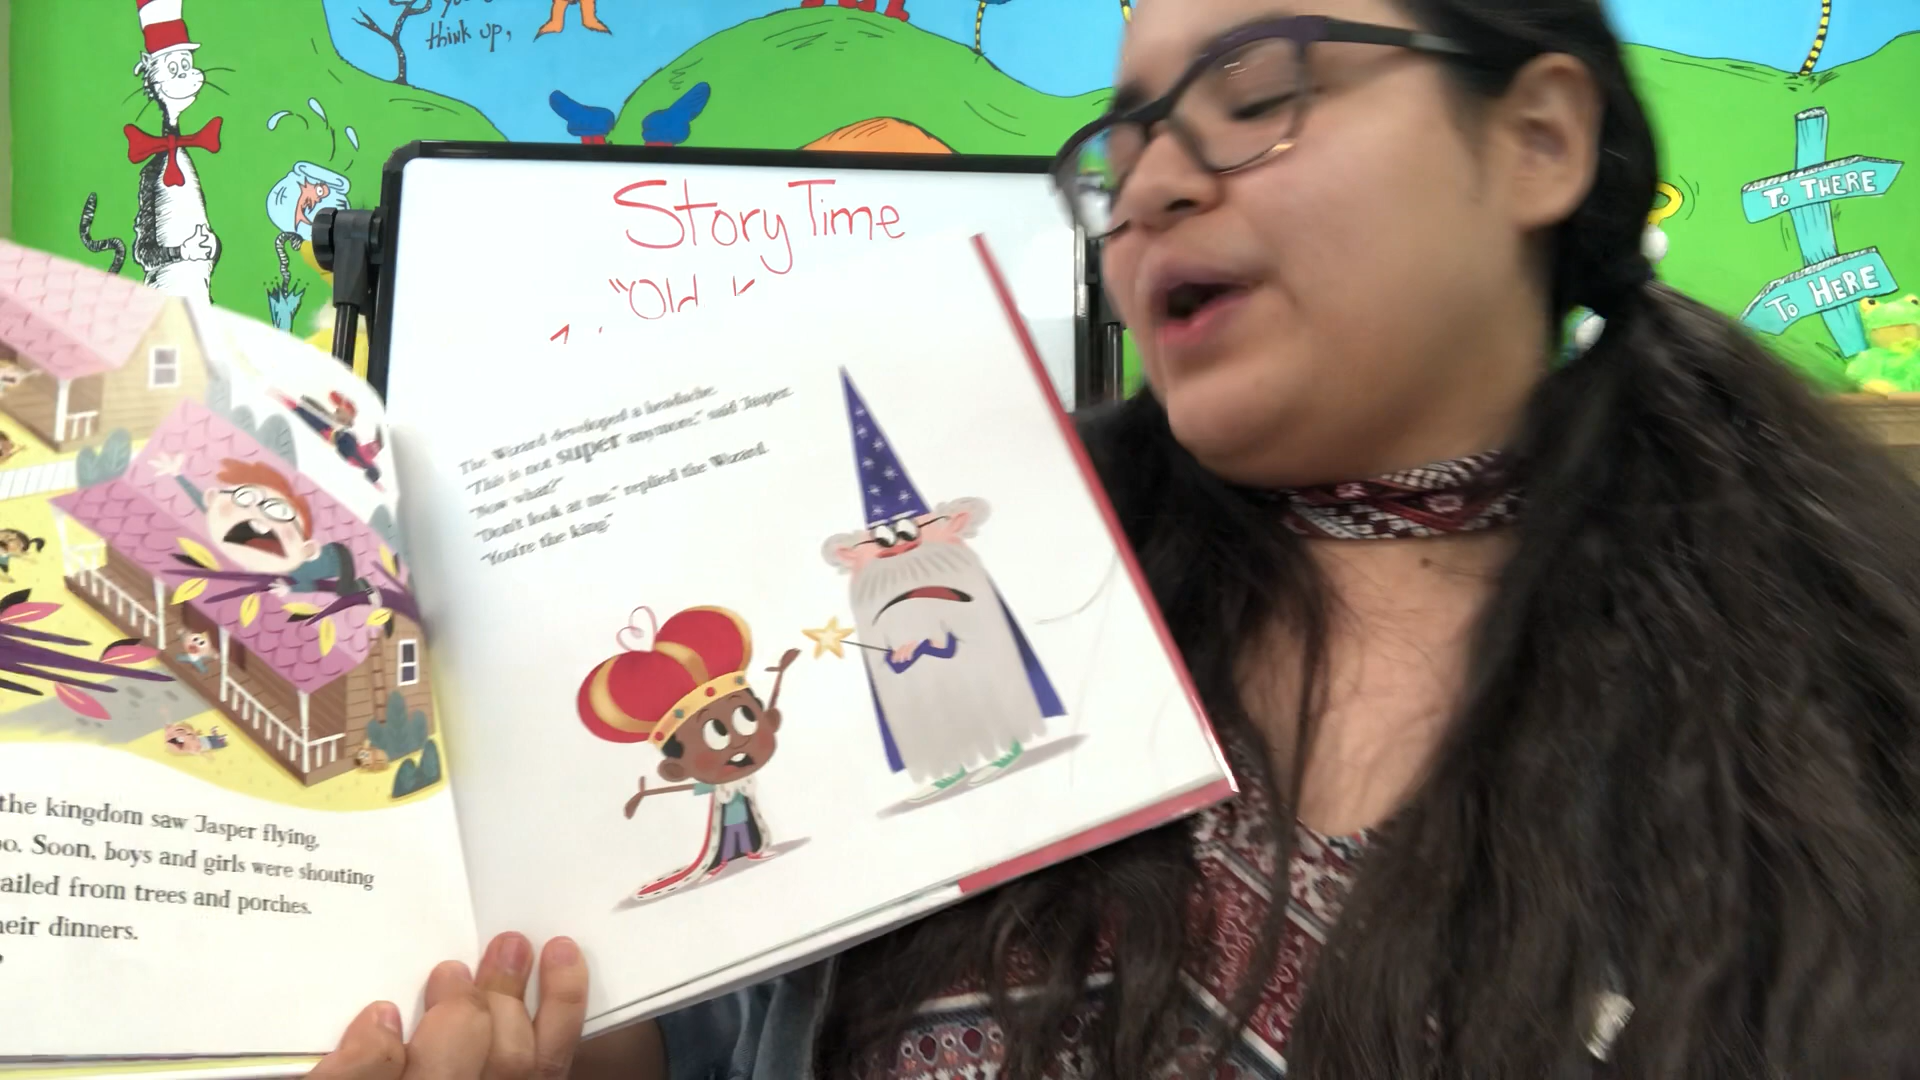 think up,
Story Time
"Old
TO THERE
TO HERE
The Wizard developed a headache.
"This is not super anymore," said Jasper.
"Now what?"
"Don't look at me," replied the Wizard.
"You're the king."
the kingdom saw Jasper flying,
oo. Soon, boys and girls were shouting
ailed from trees and porches.
heir dinners.